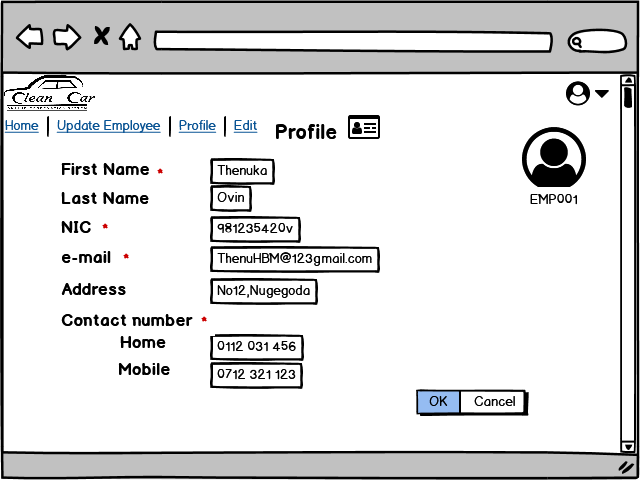 Clean Car
Home | Update Employee | Profile | Edit
Profile
EMP001
First Name * Thenuka
Last Name Ovin
NIC * 981235420v
e-mail * ThenuHBM@123gmail.com
Address No12,Nugegoda
Contact number *
Home 0112 031 456
Mobile 0712 321 123
OK Cancel